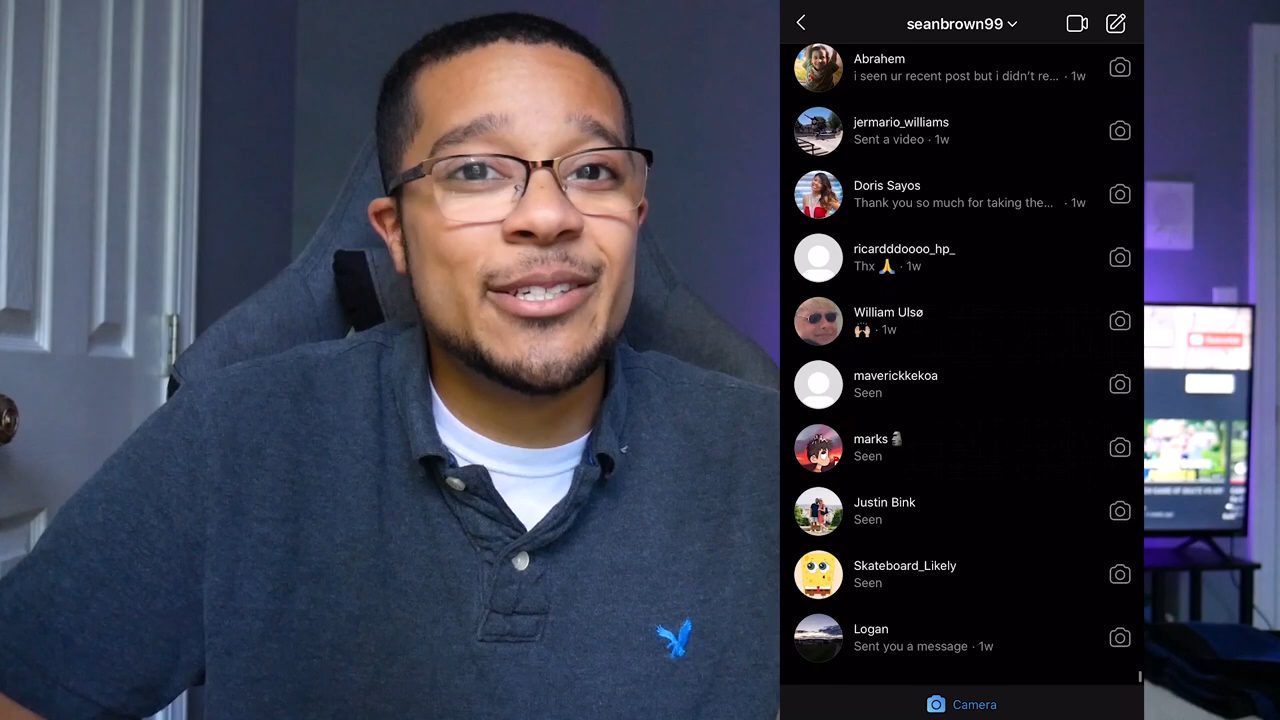 seanbrown99
Abrahem
i seen ur recent post but i didn't re... · 1w
jermario_williams
Sent a video · 1w
Doris Sayos
Thank you so much for taking the... · 1w
ricardddoooo_hp_
Thx 🙏 · 1w
William Ulsø
🙌🏼 · 1w
maverickkekoa
Seen
marks 🗿
Seen
Justin Bink
Seen
Skateboard_Likely
Seen
Logan
Sent you a message · 1w
Camera